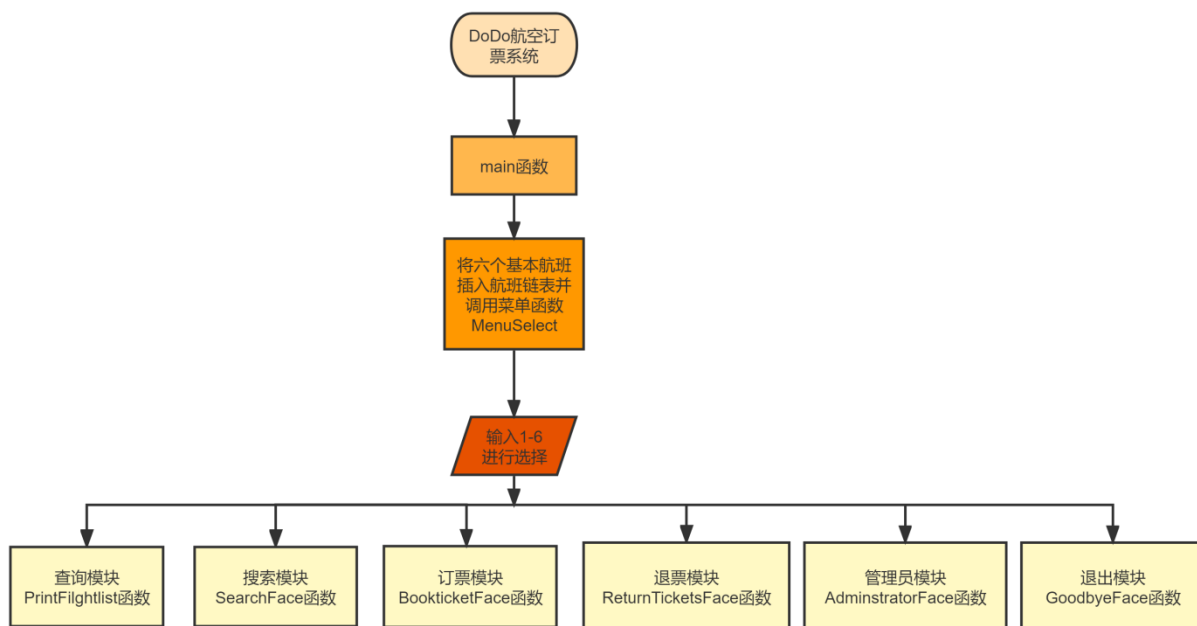 DoDo航空订
票系统
main函数
将六个基本航班
插入航班链表并
调用菜单函数
MenuSelect
输入1-6
进行选择
查询模块
PrintFilghtlist函数
搜索模块
SearchFace函数
订票模块
BookticketFace函数
退票模块
ReturnTicketsFace函数
管理员模块
AdminstratorFace函数
退出模块
GoodbyeFace函数